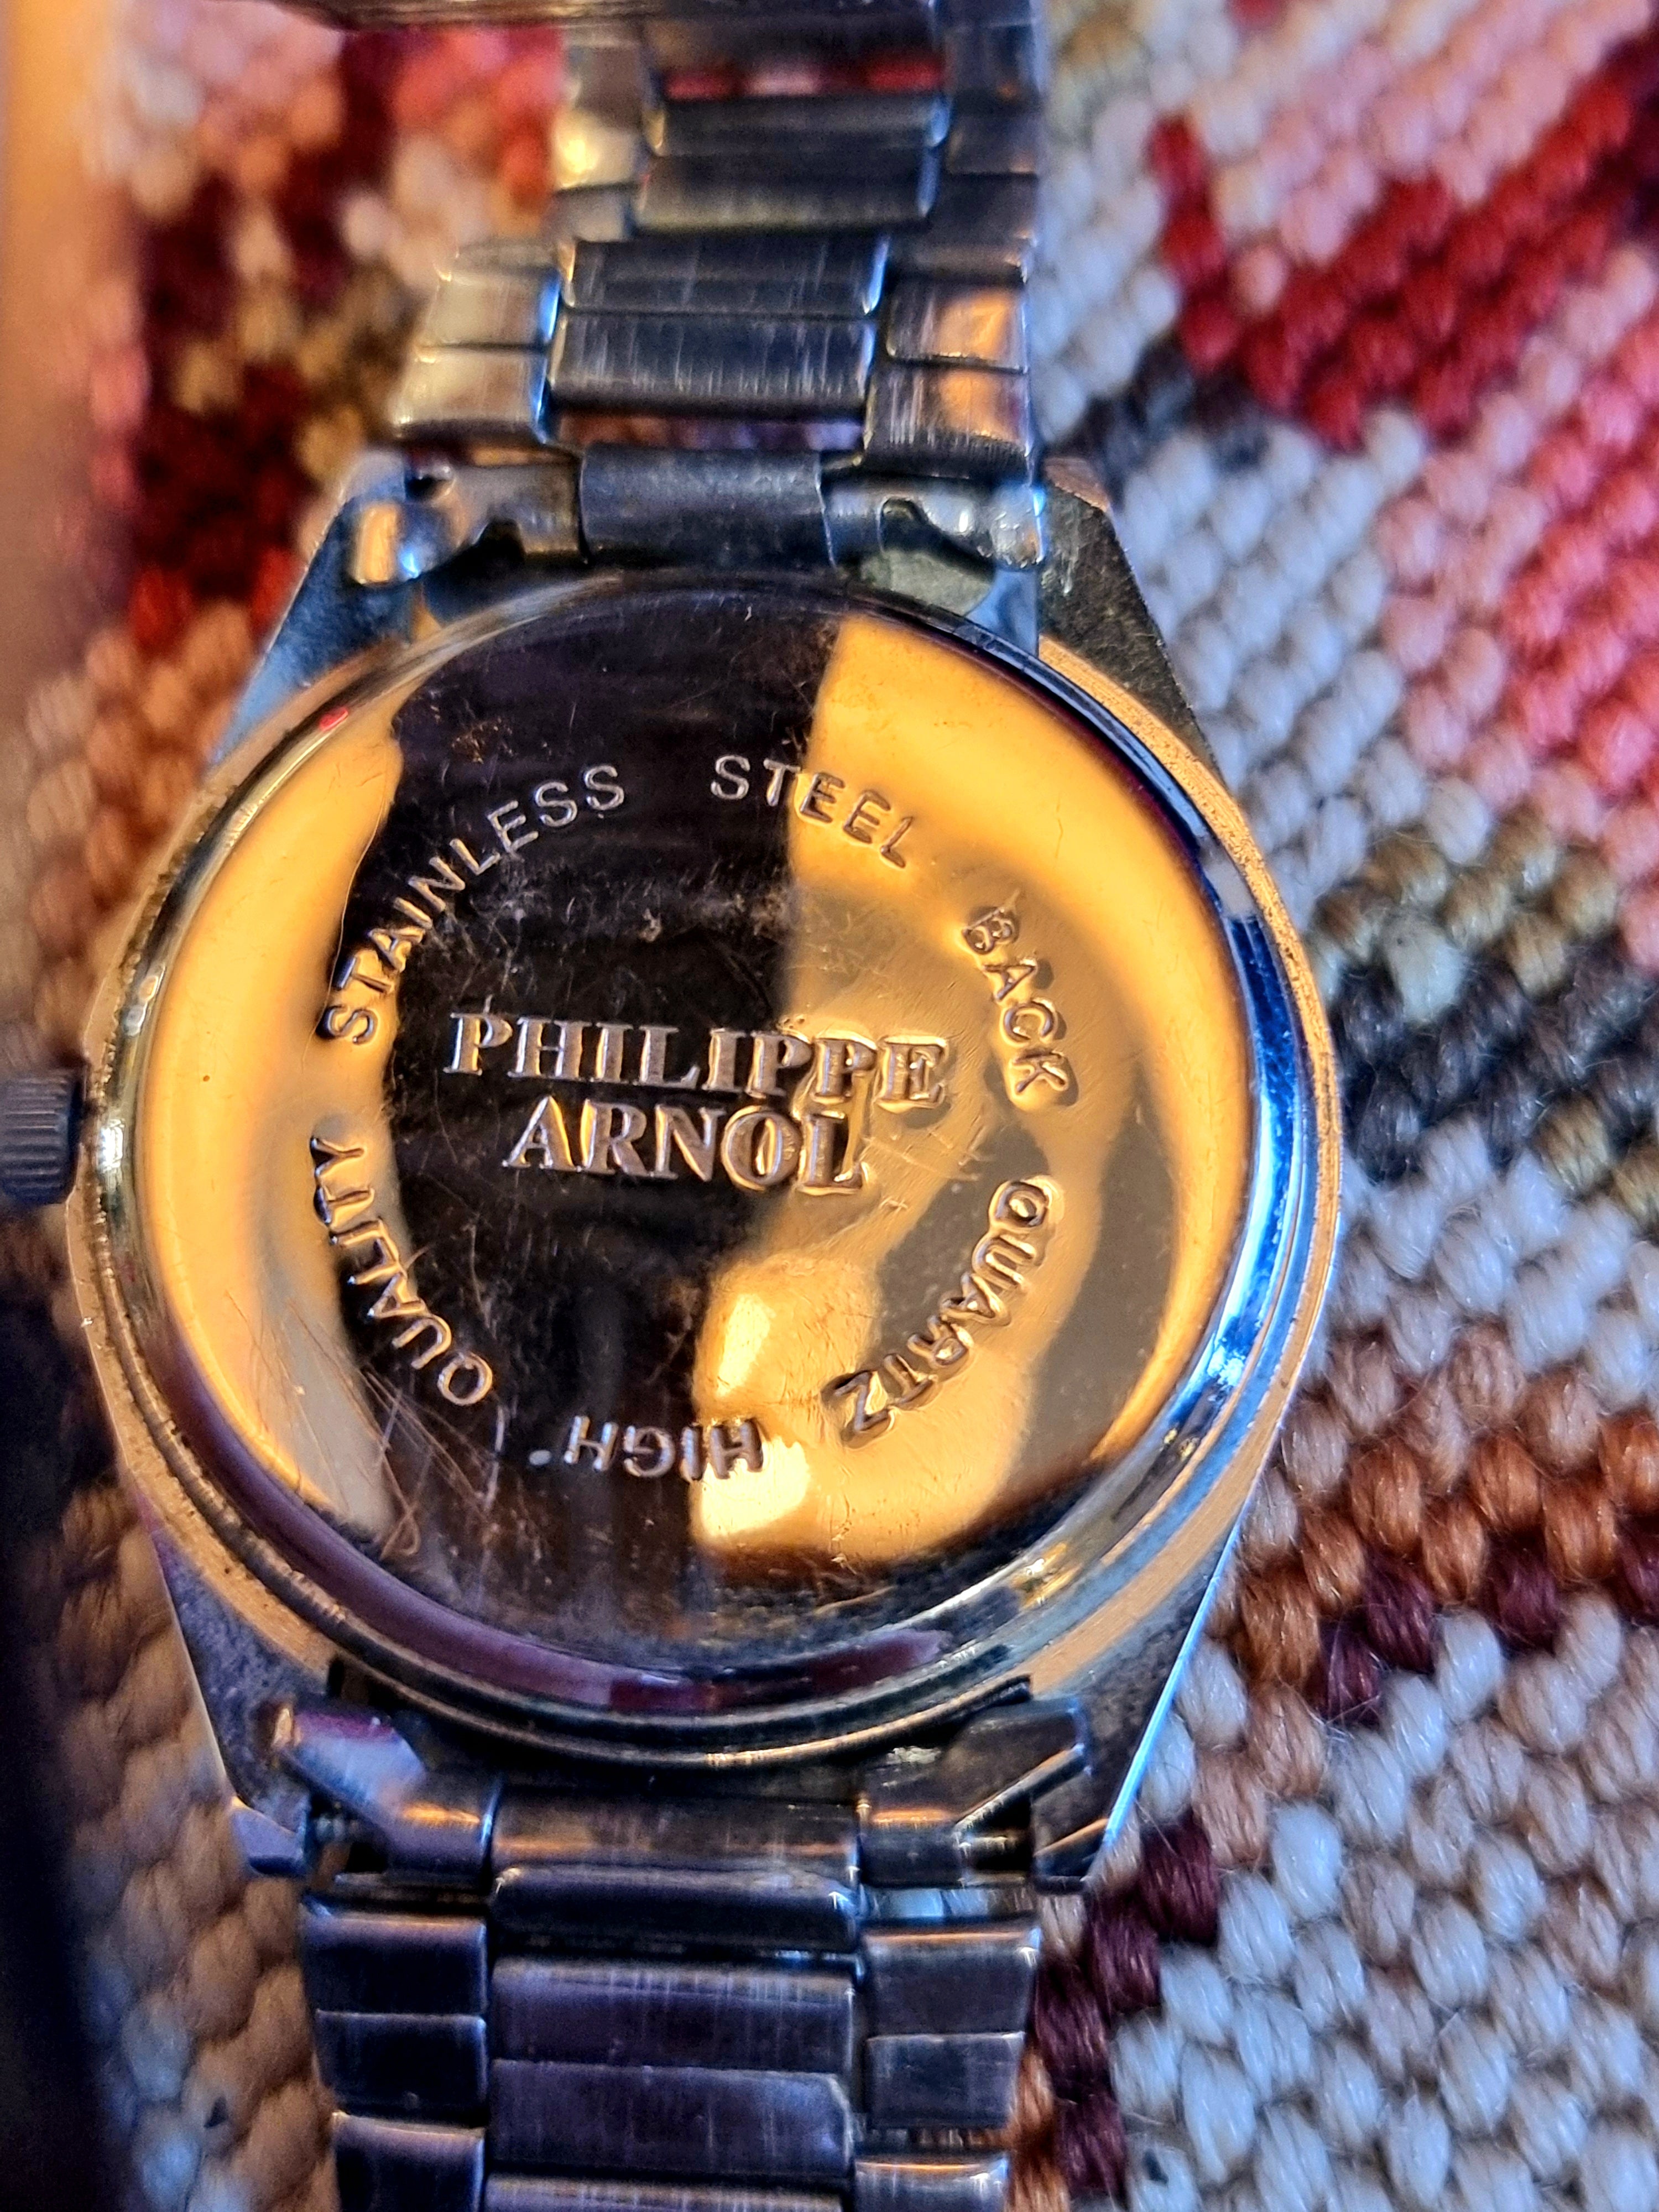 STAINLESS STEEL BACK QUARTZ HIGH QUALITY
PHILIPPE
ARNOL